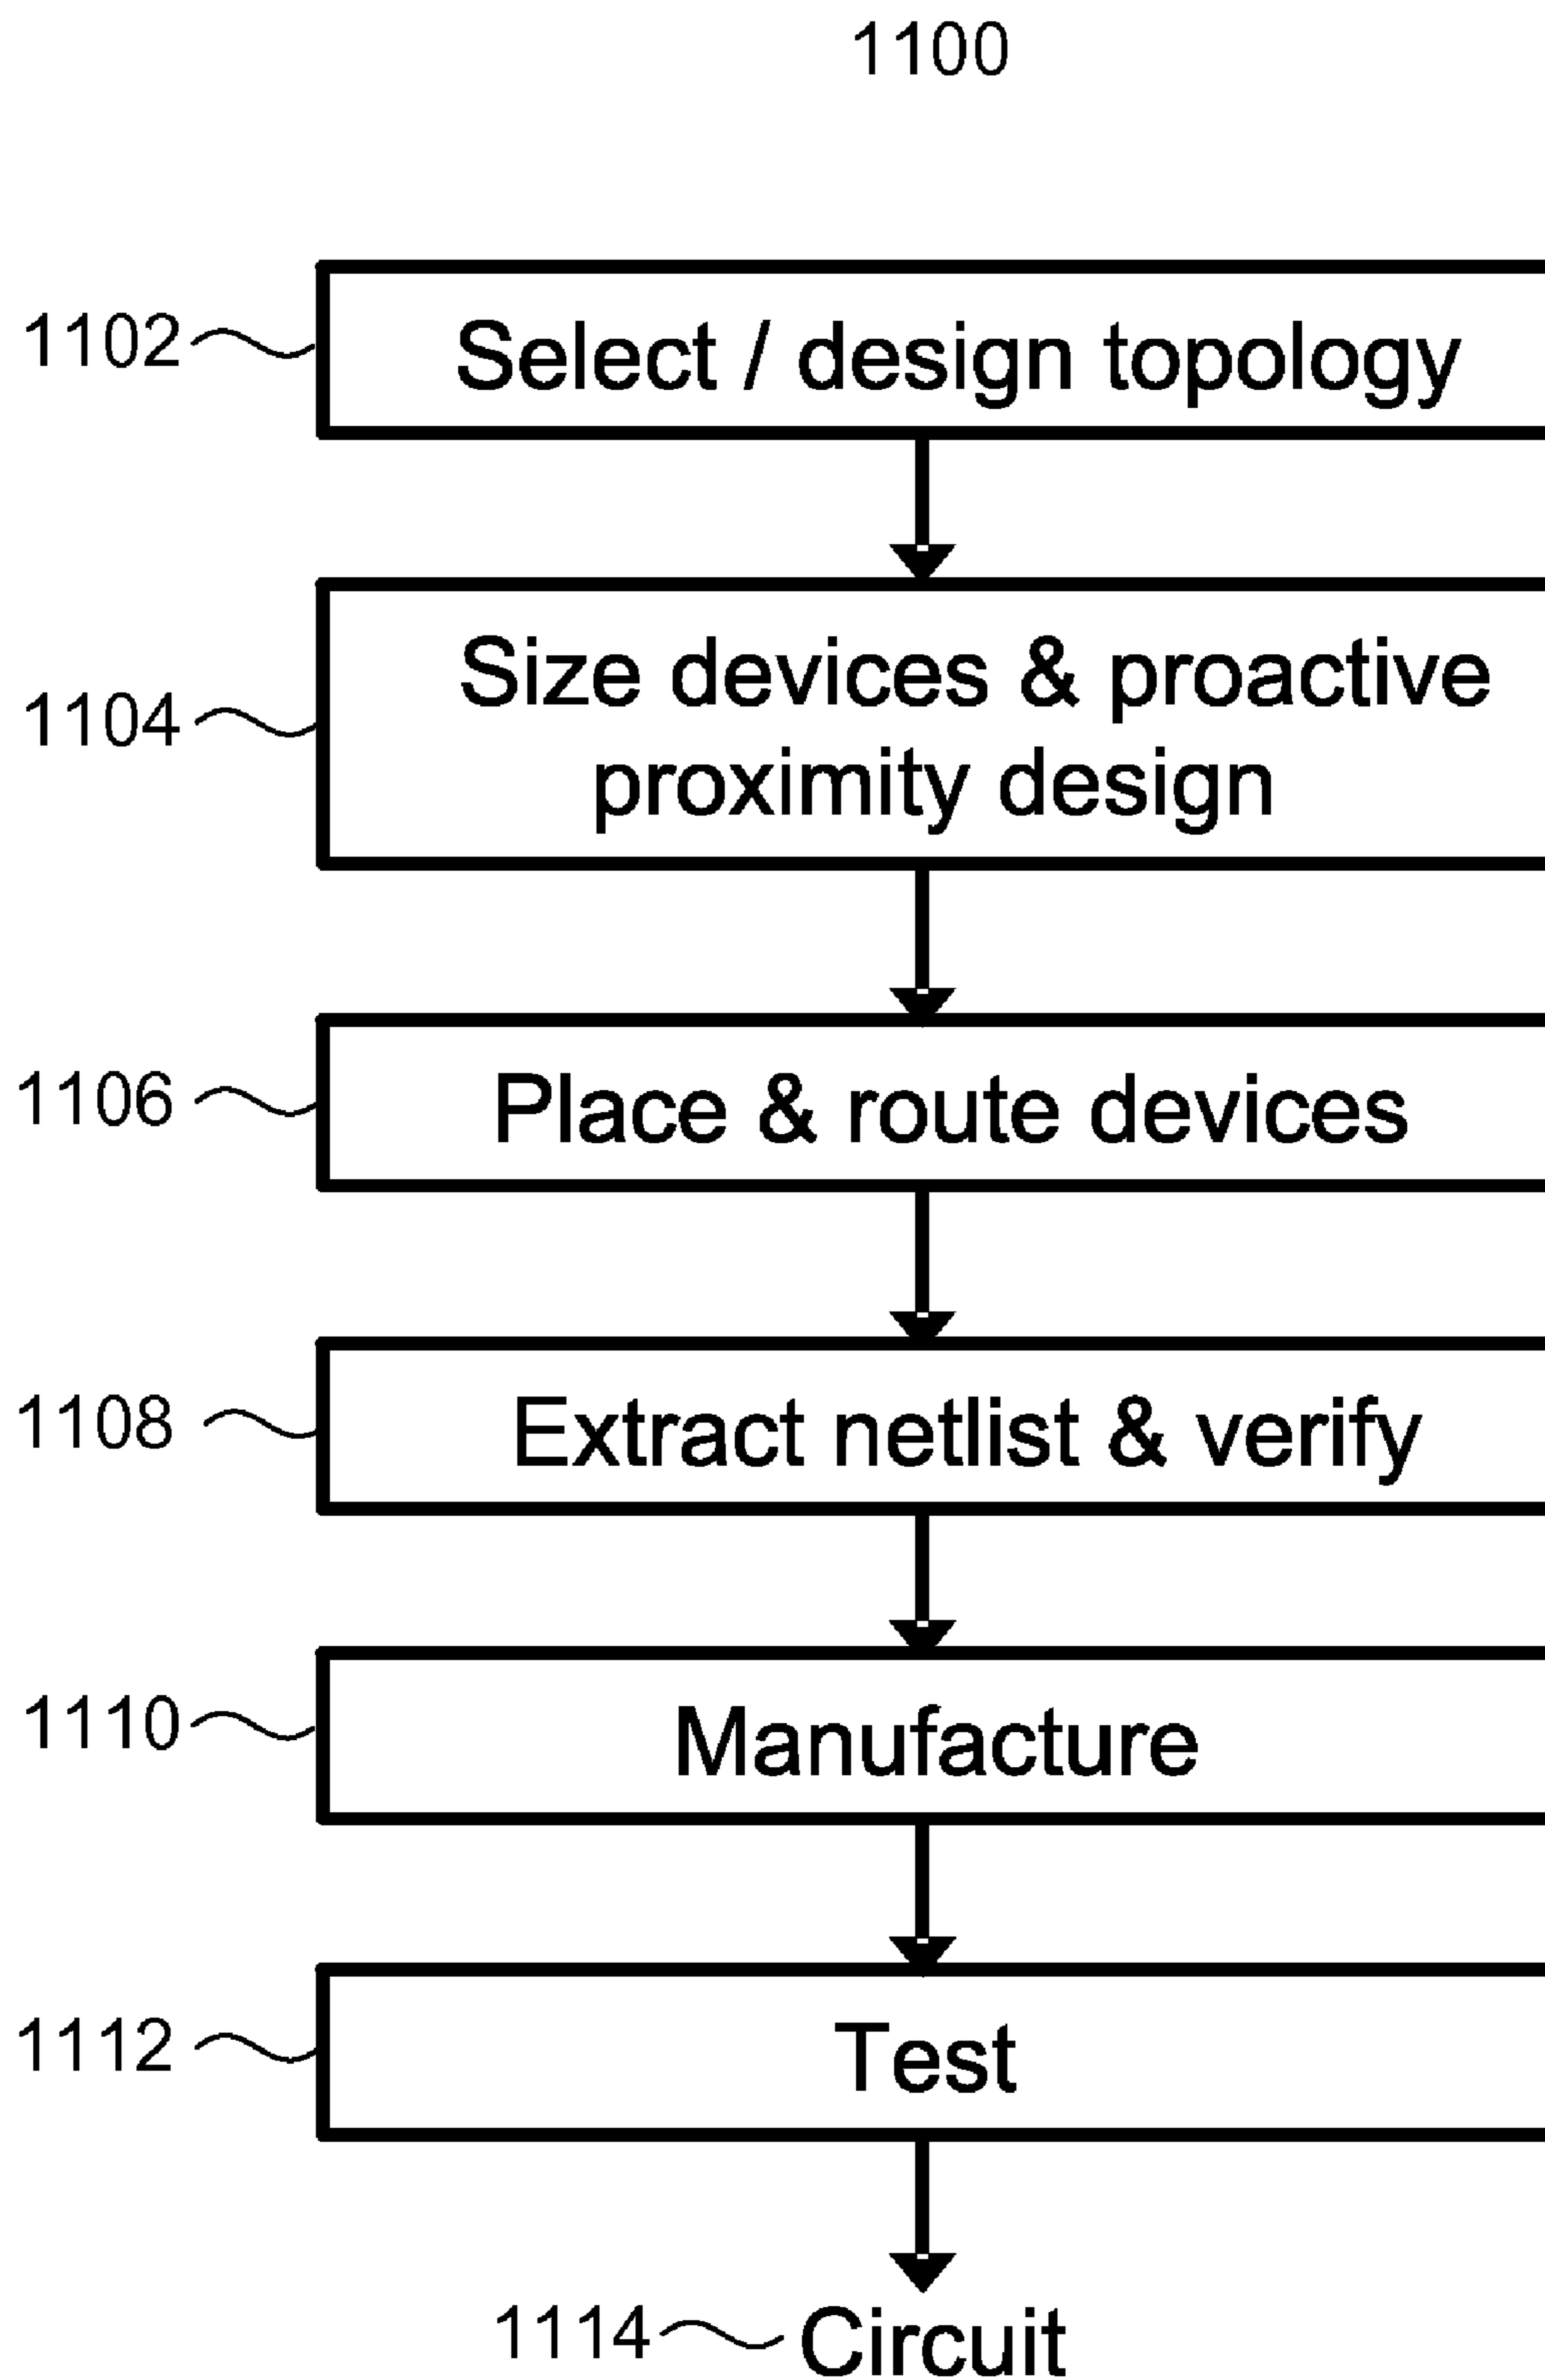 1100
1102 Select / design topology
1104 Size devices & proactive
proximity design
1106 Place & route devices
1108 Extract netlist & verify
1110 Manufacture
1112 Test
1114 Circuit